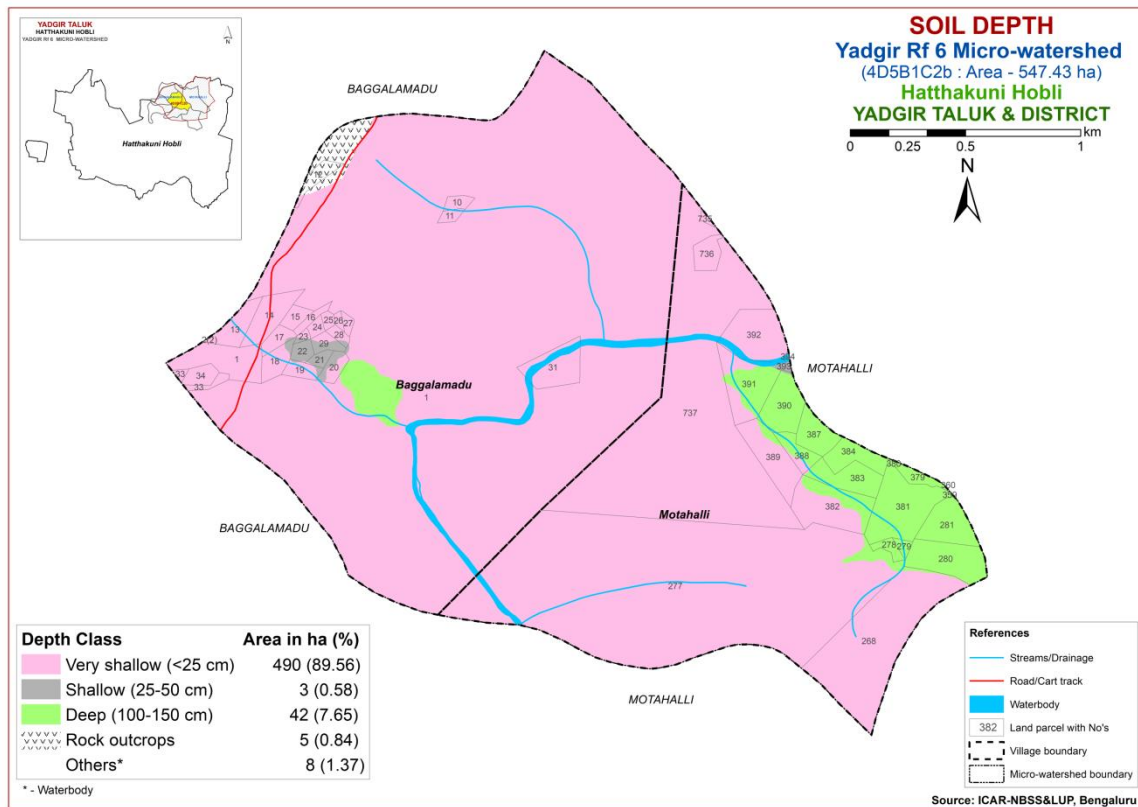 YADGIR TALUK
HATTHAKUNI HOBLI
YADGIR Rf 6 MICRO-WATERSHED
N
Hatthakuni Hobli
SOIL DEPTH
Yadgir Rf 6 Micro-watershed
(4D5B1C2b : Area - 547.43 ha)
Hatthakuni Hobli
YADGIR TALUK & DISTRICT
km
0 0.25 0.5 1
N
BAGGALAMADU
12
10
11
735
736
14
15 16 25 26 27
24
13
17 23 28
392
22 29
1
18
21
19
20
31
394
393
MOTAHALLI
33 34
33
391
Baggalamadu
1
390
737
387
389 388
384
380 379
383
360
359
382
381
281
BAGGALAMADU
Motahalli
278 279
280
277
268
MOTAHALLI
Depth Class Area in ha (%)
Very shallow (<25 cm) 490 (89.56)
Shallow (25-50 cm) 3 (0.58)
Deep (100-150 cm) 42 (7.65)
Rock outcrops 5 (0.84)
Others* 8 (1.37)
* - Waterbody
References
Streams/Drainage
Road/Cart track
Waterbody
382 Land parcel with No's
Village boundary
Micro-watershed boundary
Source: ICAR-NBSS&LUP, Bengaluru